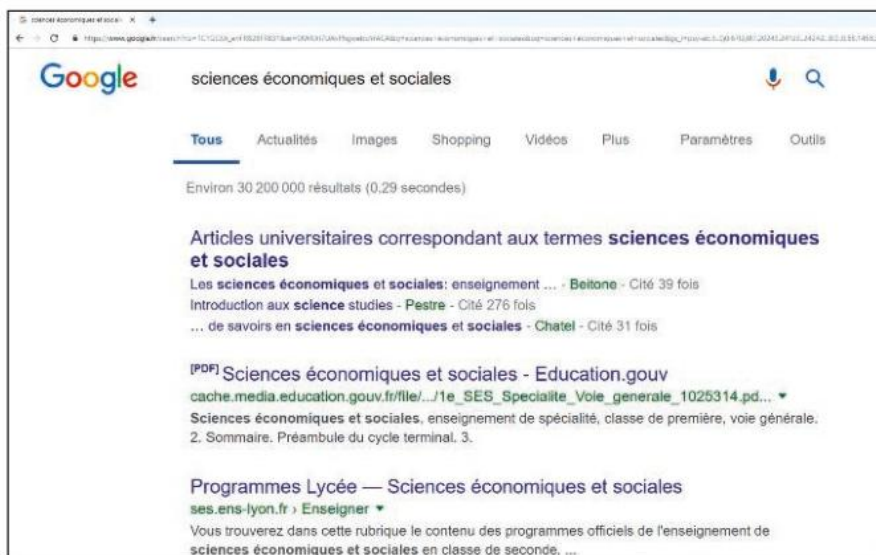 sciences économiques et social
Google
sciences économiques et sociales
Tous Actualités Images Shopping Vidéos Plus Paramètres Outils
Environ 30 200 000 résultats (0,29 secondes)
Articles universitaires correspondant aux termes sciences économiques
et sociales
Les sciences économiques et sociales: enseignement ... - Beitone - Cité 39 fois
Introduction aux science studies - Pestre - Cité 276 fois
... de savoirs en sciences économiques et sociales - Chatel - Cité 31 fois
[PDF] Sciences économiques et sociales - Education.gouv
cache.media.education.gouv.fr/file/.../1e_SES_Specialite_Voie_generale_1025314.pd...
Sciences économiques et sociales, enseignement de spécialité, classe de première, voie générale.
2. Sommaire. Préambule du cycle terminal. 3.
Programmes Lycée — Sciences économiques et sociales
ses.ens-lyon.fr › Enseigner
Vous trouverez dans cette rubrique le contenu des programmes officiels de l'enseignement de
sciences économiques et sociales en classe de seconde, ...